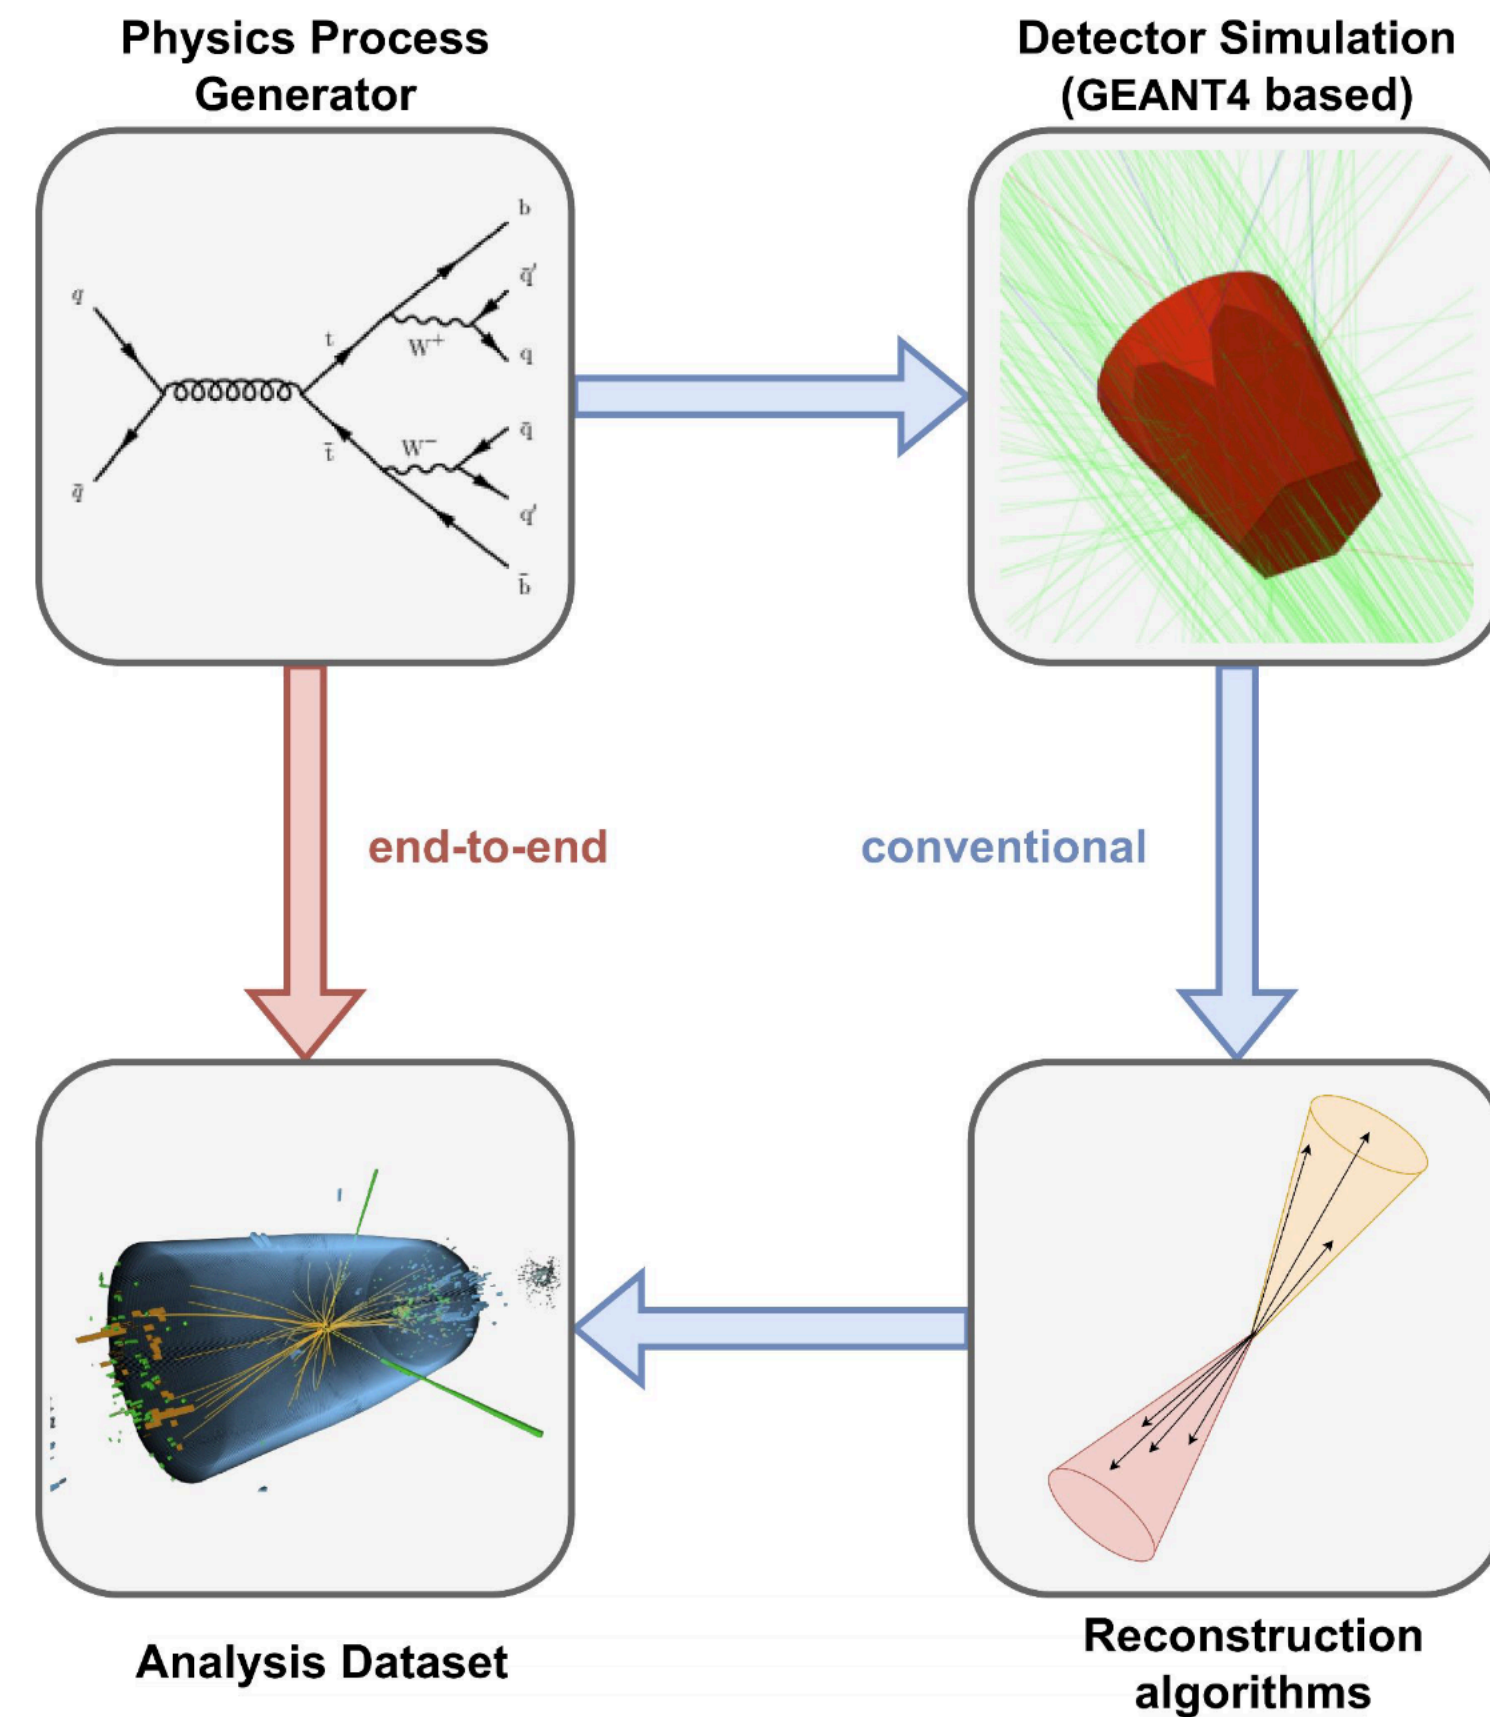 Physics Process
Generator
Detector Simulation
(GEANT4 based)
b
q̄'
q
t
W⁺
q
q̄
W⁻
t̄
q̄
q'
b̄
end-to-end
conventional
Analysis Dataset
Reconstruction
algorithms